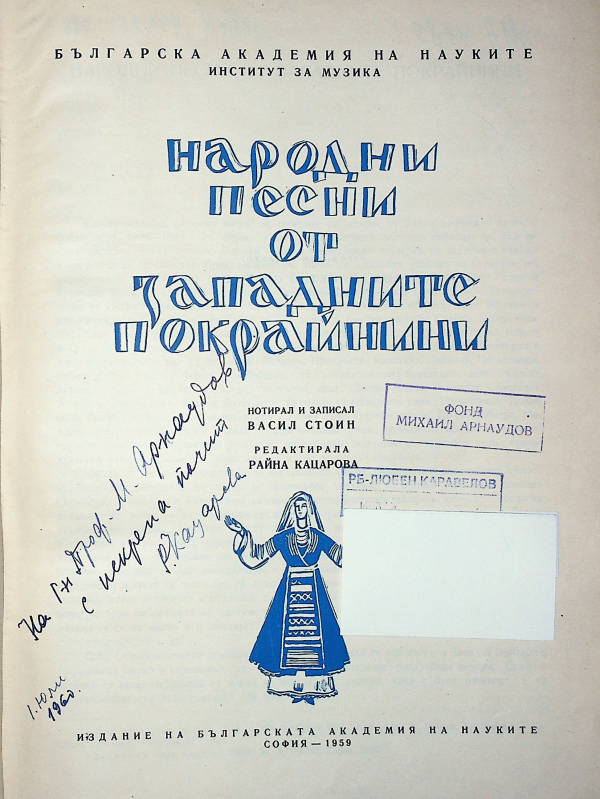 БЪЛГАРСКА АКАДЕМИЯ НА НАУКИТЕ
ИНСТИТУТ ЗА МУЗИКА
НАРОДНИ
ПЕСНИ
ОТ
ЗАПАДНИТЕ
ПОКРАЙНИНИ
НОТИРАЛ И ЗАПИСАЛ
ВАСИЛ СТОИН
РЕДАКТИРАЛА
РАЙНА КАЦАРОВА
ФОНД
МИХАИЛ АРНАУДОВ
РБ-ЛЮБЕН КАРАВЕЛОВ
На Г-н Проф. М. Арнаудов
с искрена почит
Р. Кацарова
1. Юли
1960.
ИЗДАНИЕ НА БЪЛГАРСКАТА АКАДЕМИЯ НА НАУКИТЕ
СОФИЯ — 1959